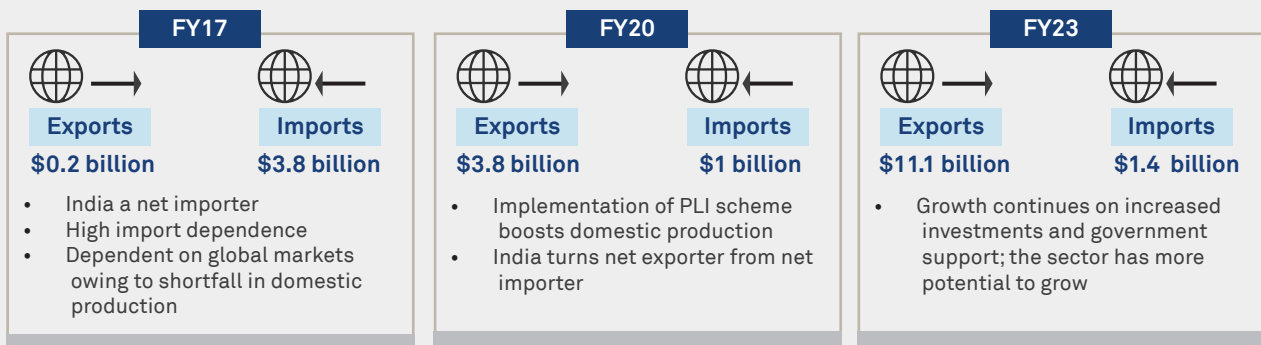 FY17
Exports
Imports
$0.2 billion
$3.8 billion
• India a net importer
• High import dependence
• Dependent on global markets
owing to shortfall in domestic
production
FY20
Exports
Imports
$3.8 billion
$1 billion
• Implementation of PLI scheme
boosts domestic production
• India turns net exporter from net
importer
FY23
Exports
Imports
$11.1 billion
$1.4 billion
• Growth continues on increased
investments and government
support; the sector has more
potential to grow